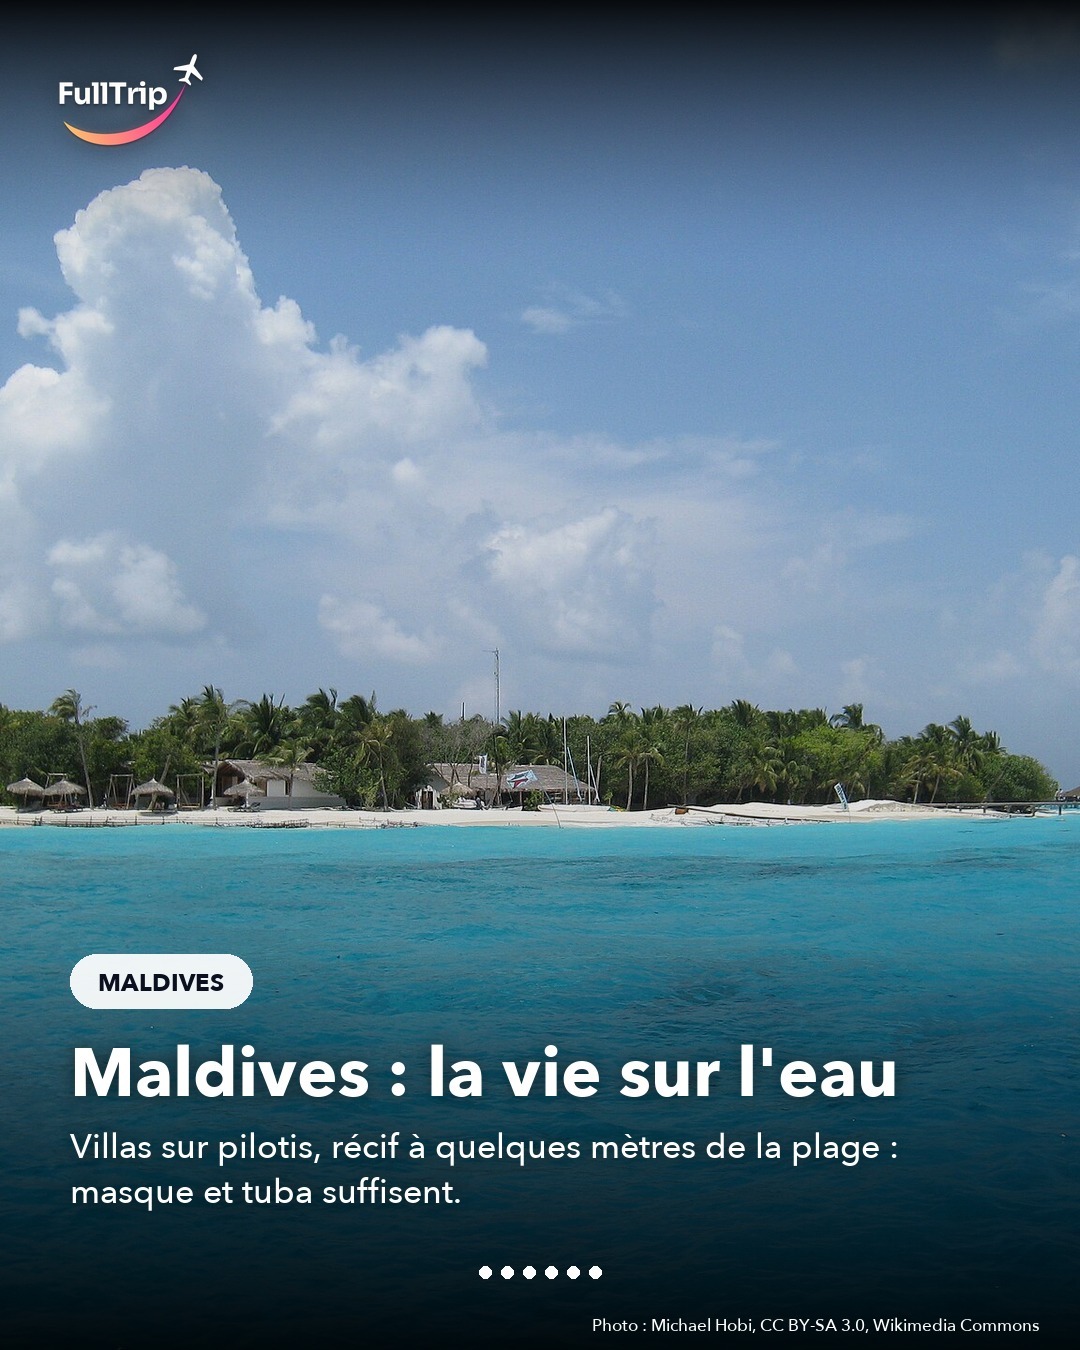 FullTrip
MALDIVES
Maldives : la vie sur l'eau
Villas sur pilotis, récif à quelques mètres de la plage :
masque et tuba suffisent.
Photo : Michael Hobi, CC BY-SA 3.0, Wikimedia Commons